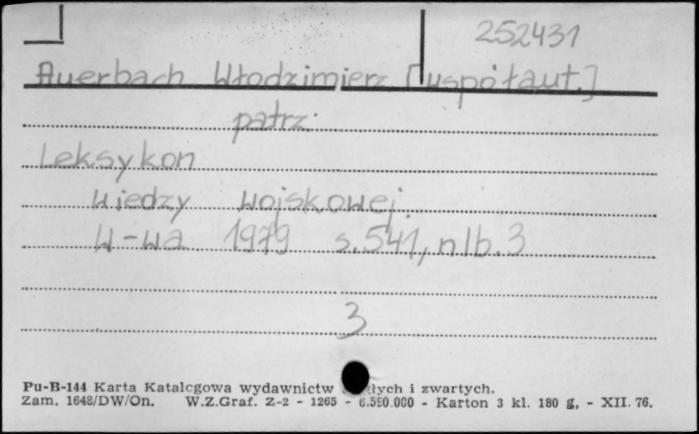 252431
Auerbach Włodzimierz [współaut.]
patrz:
Leksykon
wiedzy wojskowej.
W-wa 1979 s.541, nlb.3
3
Pu-B-144 Karta Katalogowa wydawnictw i zwartych.
Zam. 1648/DW/On. W.Z.Graf. Z-2 - 1265 - 6.550.000 - Karton 3 kl. 180 g, - XII. 76.